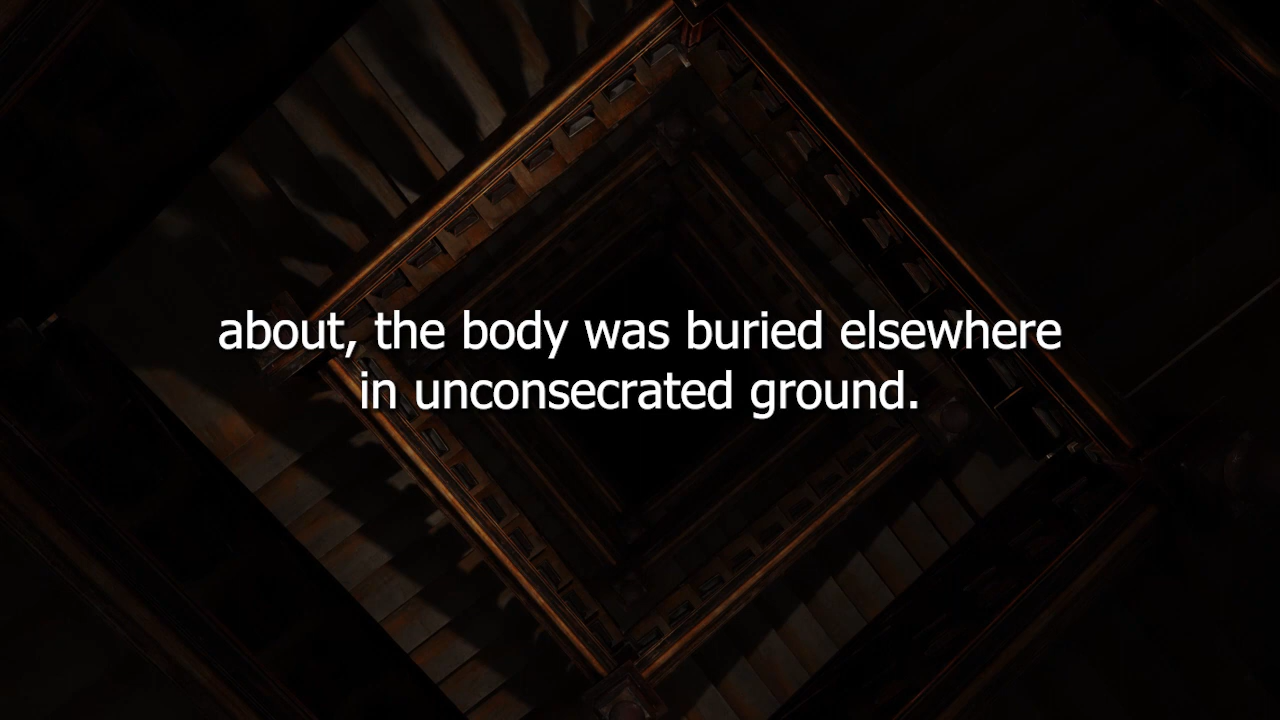 about, the body was buried elsewhere
in unconsecrated ground.